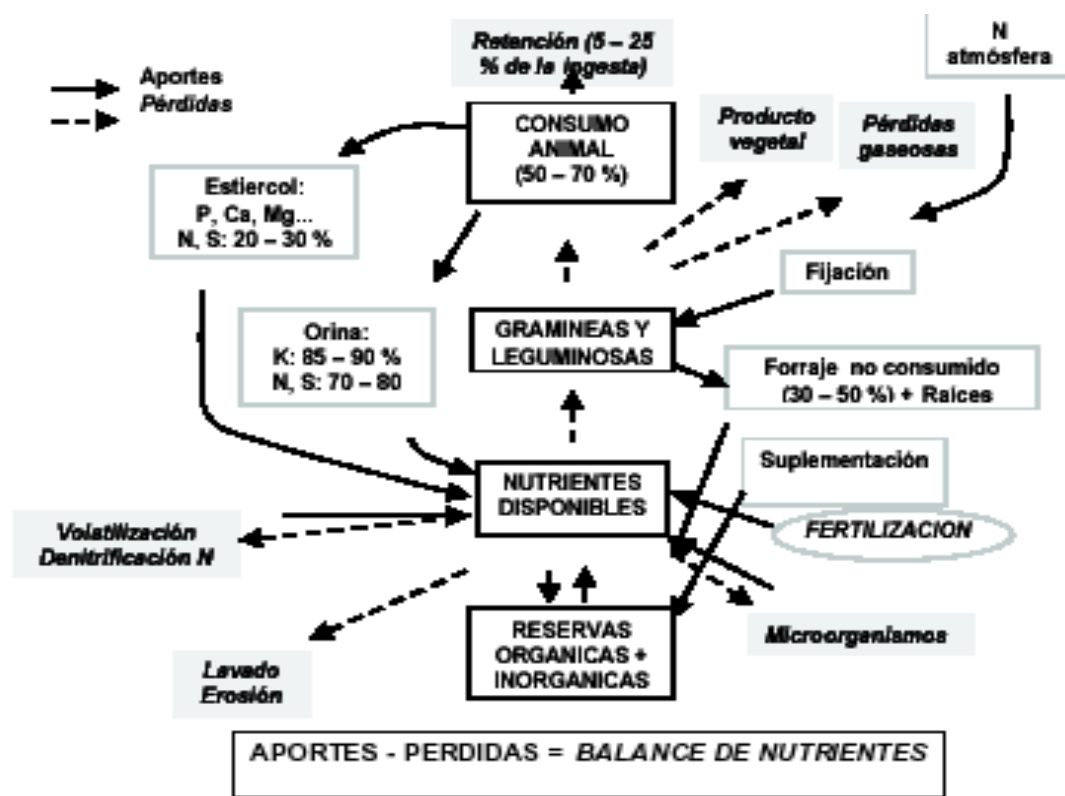 Retención (5 – 25
% de la ingesta)
N
atmósfera
Aportes
Pérdidas
CONSUMO
ANIMAL
(50 – 70 %)
Producto
vegetal
Pérdidas
gaseosas
Estiercol:
P, Ca, Mg...
N, S: 20 – 30 %
Fijación
Orina:
K: 85 – 90 %
N, S: 70 – 80
GRAMINEAS Y
LEGUMINOSAS
Forraje no consumido
(30 – 50 %) + Raíces
Suplementación
NUTRIENTES
DISPONIBLES
FERTILIZACION
Volatilización
Denitrificación N
RESERVAS
ORGANICAS +
INORGANICAS
Microorganismos
Lavado
Erosión
APORTES - PERDIDAS = BALANCE DE NUTRIENTES